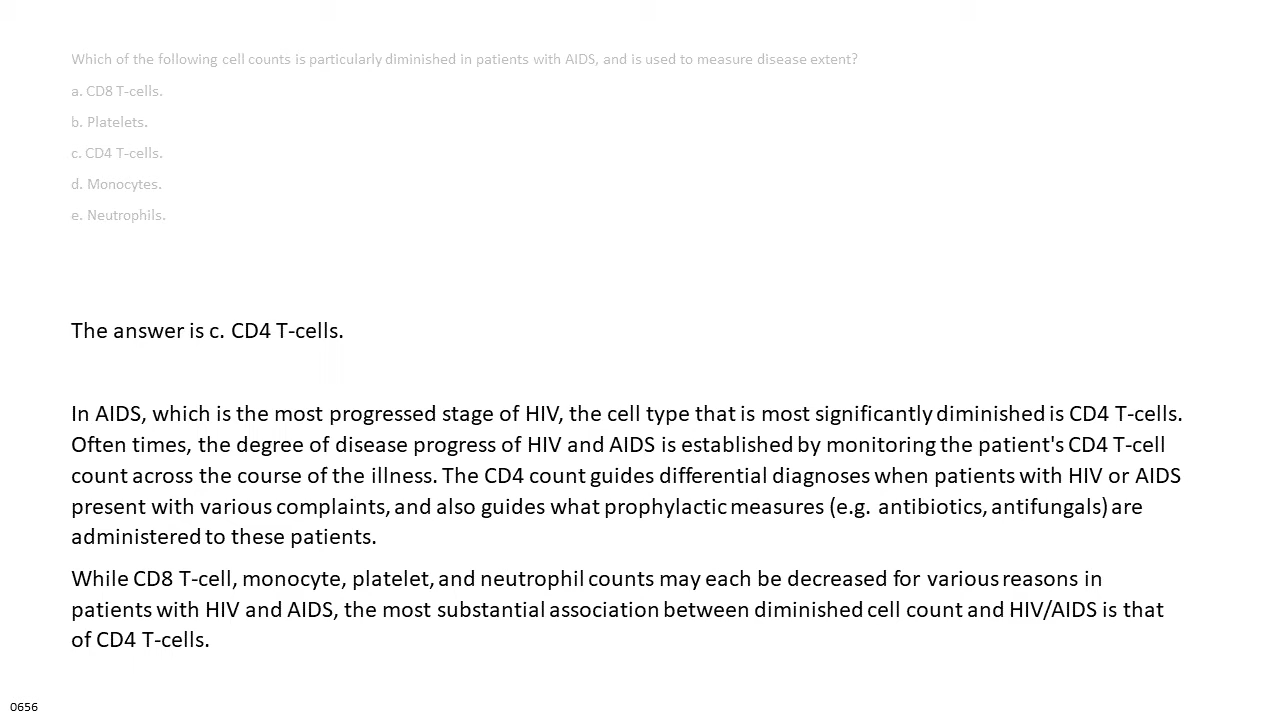 Which of the following cell counts is particularly diminished in patients with AIDS, and is used to measure disease extent?
a. CD8 T-cells.
b. Platelets.
c. CD4 T-cells.
d. Monocytes.
e. Neutrophils.
The answer is c. CD4 T-cells.
In AIDS, which is the most progressed stage of HIV, the cell type that is most significantly diminished is CD4 T-cells.
Often times, the degree of disease progress of HIV and AIDS is established by monitoring the patient's CD4 T-cell
count across the course of the illness. The CD4 count guides differential diagnoses when patients with HIV or AIDS
present with various complaints, and also guides what prophylactic measures (e.g. antibiotics, antifungals) are
administered to these patients.
While CD8 T-cell, monocyte, platelet, and neutrophil counts may each be decreased for various reasons in
patients with HIV and AIDS, the most substantial association between diminished cell count and HIV/AIDS is that
of CD4 T-cells.
0656